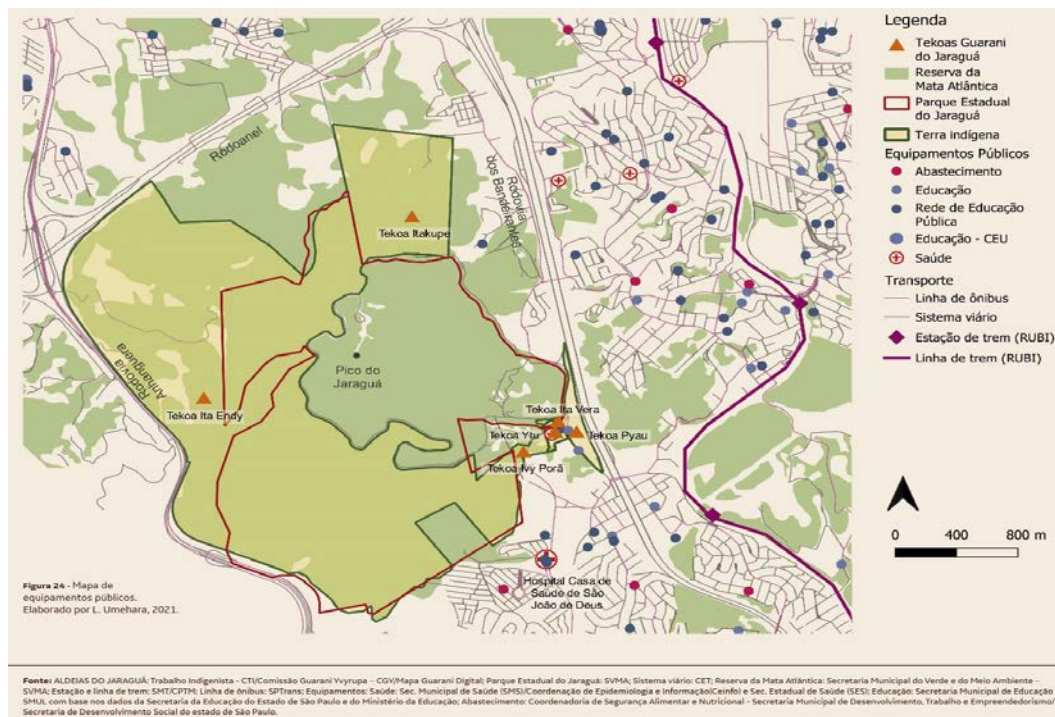 Legenda
Tekoas Guarani
do Jaraguá
Reserva da
Mata Atlântica
Parque Estadual
do Jaraguá
Terra indígena
Equipamentos Públicos
Abastecimento
Educação
Rede de Educação
Pública
Educação - CEU
Saúde
Transporte
Linha de ônibus
Sistema viário
Estação de trem (RUBI)
Linha de trem (RUBI)
0 400 800 m
Rodoanel
Rodovia
dos Bandeirantes
Tekoa Itakupe
Pico do
Jaraguá
Rodovia
Anhanguera
Tekoa Ita Endy
Tekoa Ita Vera
Tekoa Ytu
Tekoa Pyau
Tekoa Ivy Porã
Hospital Casa de
Saúde de São
João de Deus
Figura 24 - Mapa de
equipamentos públicos.
Elaborado por L. Umehara, 2021.
Fonte: ALDEIAS DO JARAGUÁ: Trabalho Indigenista - CTI/Comissão Guarani Yvyrupa - CGY/Mapa Guarani Digital; Parque Estadual do Jaraguá: SVMA; Sistema viário: CET; Reserva da Mata Atlântica: Secretaria Municipal do Verde e do Meio Ambiente -
SVMA; Estação e linha de trem: SMT/CPTM; Linha de ônibus: SPTrans; Equipamentos: Saúde: Sec. Municipal de Saúde (SMS)/Coordenação de Epidemiologia e Informação(Ceinfo) e Sec. Estadual de Saúde (SES); Educação: Secretaria Municipal de Educação
SMUL com base nos dados da Secretaria da Educação do Estado de São Paulo e do Ministério da Educação; Abastecimento: Coordenadoria de Segurança Alimentar e Nutricional - Secretaria Municipal de Desenvolvimento, Trabalho e Empreendedorismo
Secretaria de Desenvolvimento Social do estado de São Paulo.